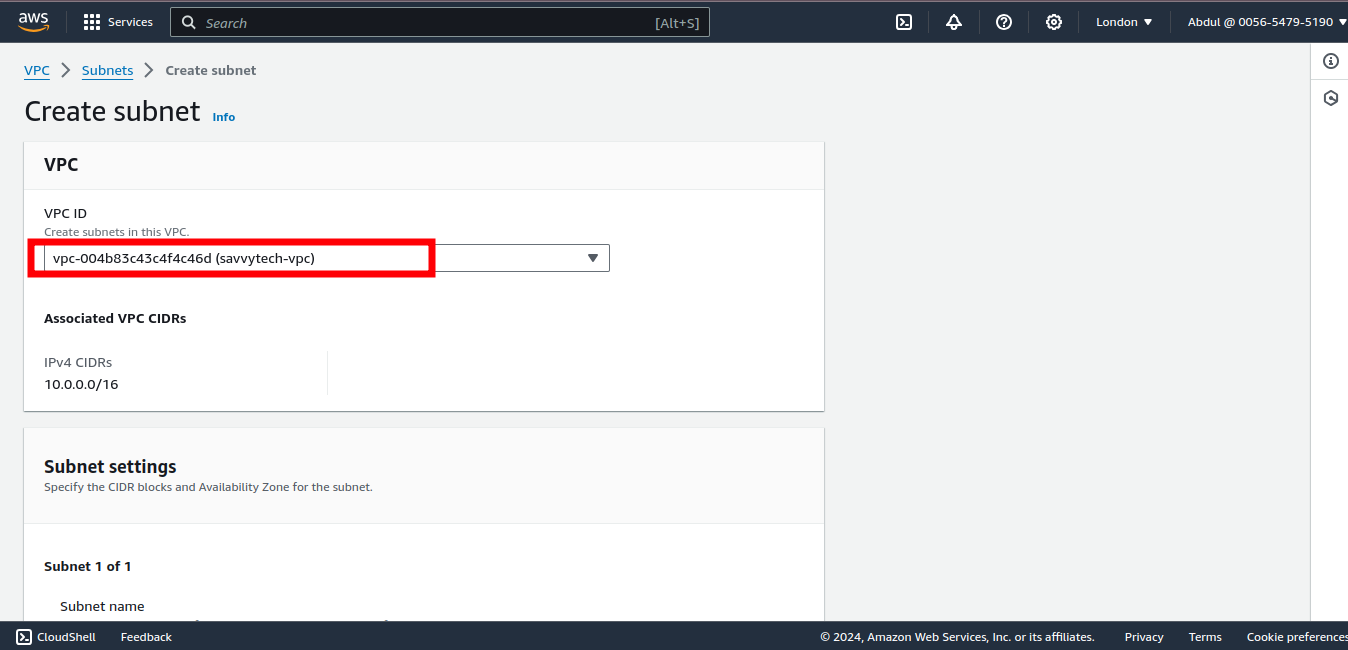 aws Services Search [Alt+S] London Abdul @ 0056-5479-5190
VPC Subnets Create subnet
Create subnet Info
VPC
VPC ID
Create subnets in this VPC.
vpc-004b83c43c4f4c46d (savvytech-vpc)
Associated VPC CIDRs
IPv4 CIDRs
10.0.0.0/16
Subnet settings
Specify the CIDR blocks and Availability Zone for the subnet.
Subnet 1 of 1
Subnet name
CloudShell Feedback © 2024, Amazon Web Services, Inc. or its affiliates. Privacy Terms Cookie preferences